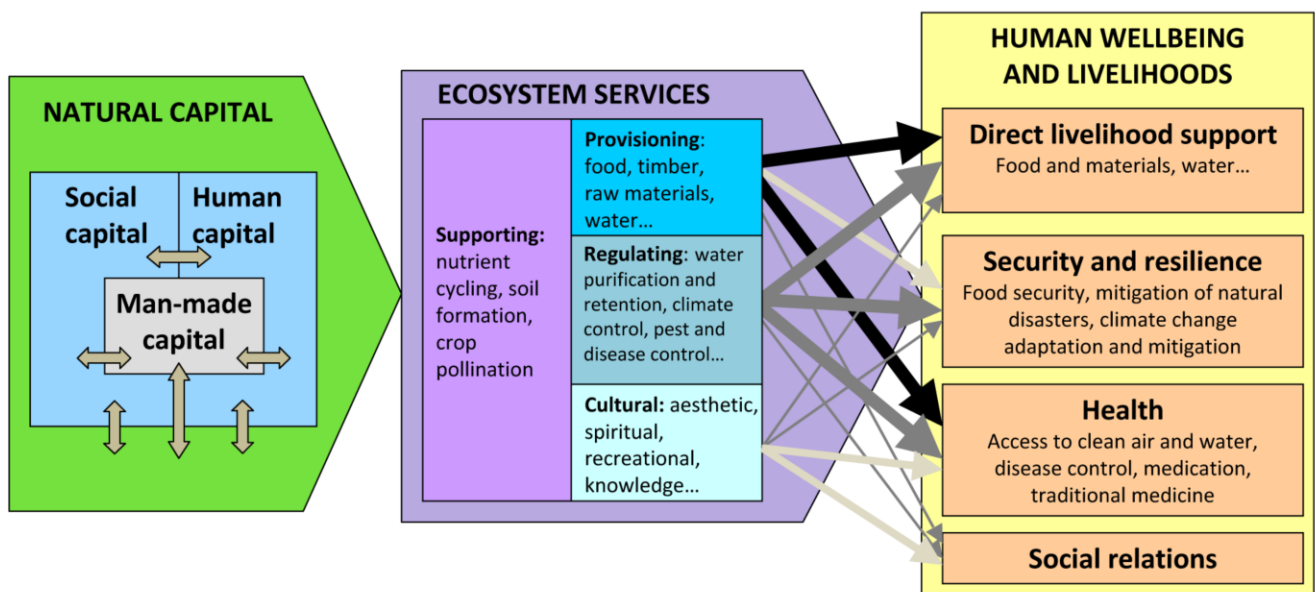 NATURAL CAPITAL
Social
capital
Human
capital
Man-made
capital
ECOSYSTEM SERVICES
Supporting:
nutrient
cycling, soil
formation,
crop
pollination
Provisioning:
food, timber,
raw materials,
water…
Regulating: water
purification and
retention, climate
control, pest and
disease control…
Cultural: aesthetic,
spiritual,
recreational,
knowledge…
HUMAN WELLBEING
AND LIVELIHOODS
Direct livelihood support
Food and materials, water…
Security and resilience
Food security, mitigation of natural
disasters, climate change
adaptation and mitigation
Health
Access to clean air and water,
disease control, medication,
traditional medicine
Social relations